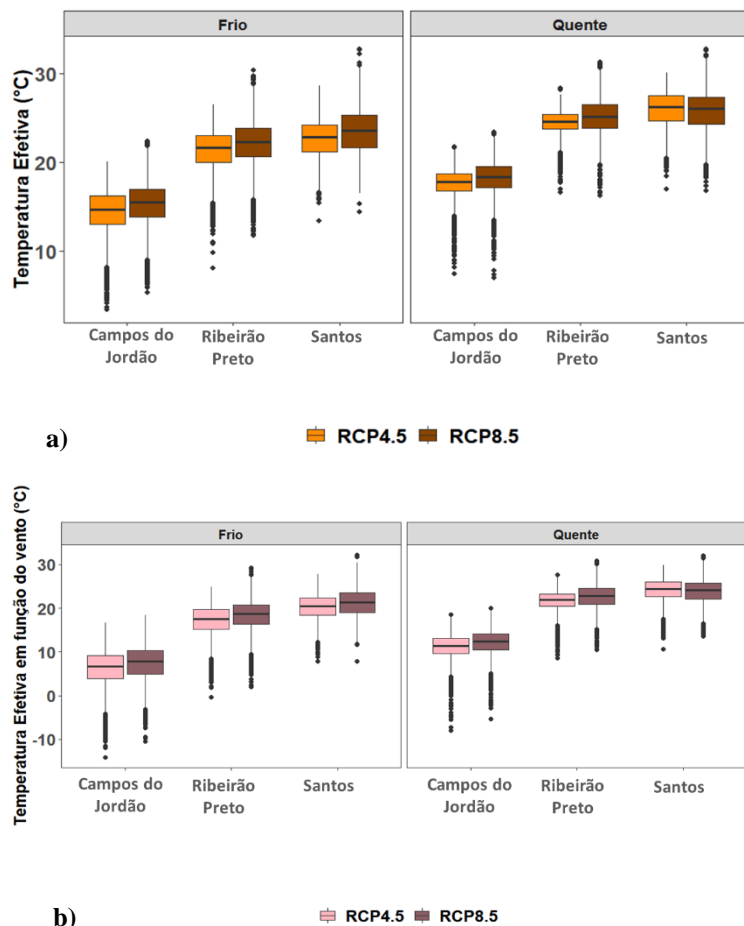 Frio Quente
Temperatura Efetiva (°C)
30
20
10
Campos do Jordão Ribeirão Preto Santos Campos do Jordão Ribeirão Preto Santos
a) RCP4.5 RCP8.5
Frio Quente
Temperatura Efetiva em função do vento (°C)
30
20
10
0
-10
Campos do Jordão Ribeirão Preto Santos Campos do Jordão Ribeirão Preto Santos
b) RCP4.5 RCP8.5